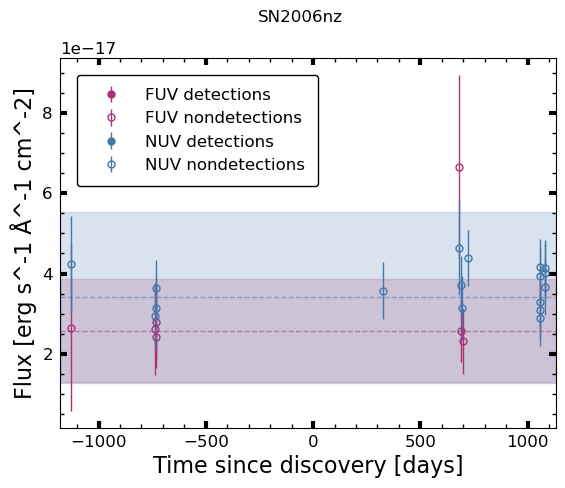 SN2006nz
1e−17
FUV detections
FUV nondetections
NUV detections
NUV nondetections
8
6
4
2
Flux [erg s^-1 Å^-1 cm^-2]
−1000
−500
0
500
1000
Time since discovery [days]